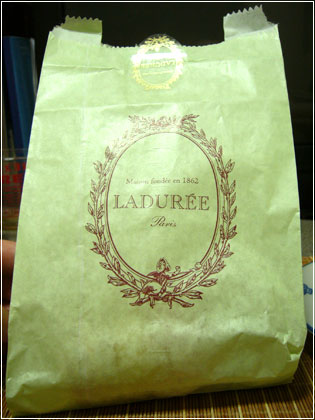 Maison fondée en 1862
LADURÉE
Paris